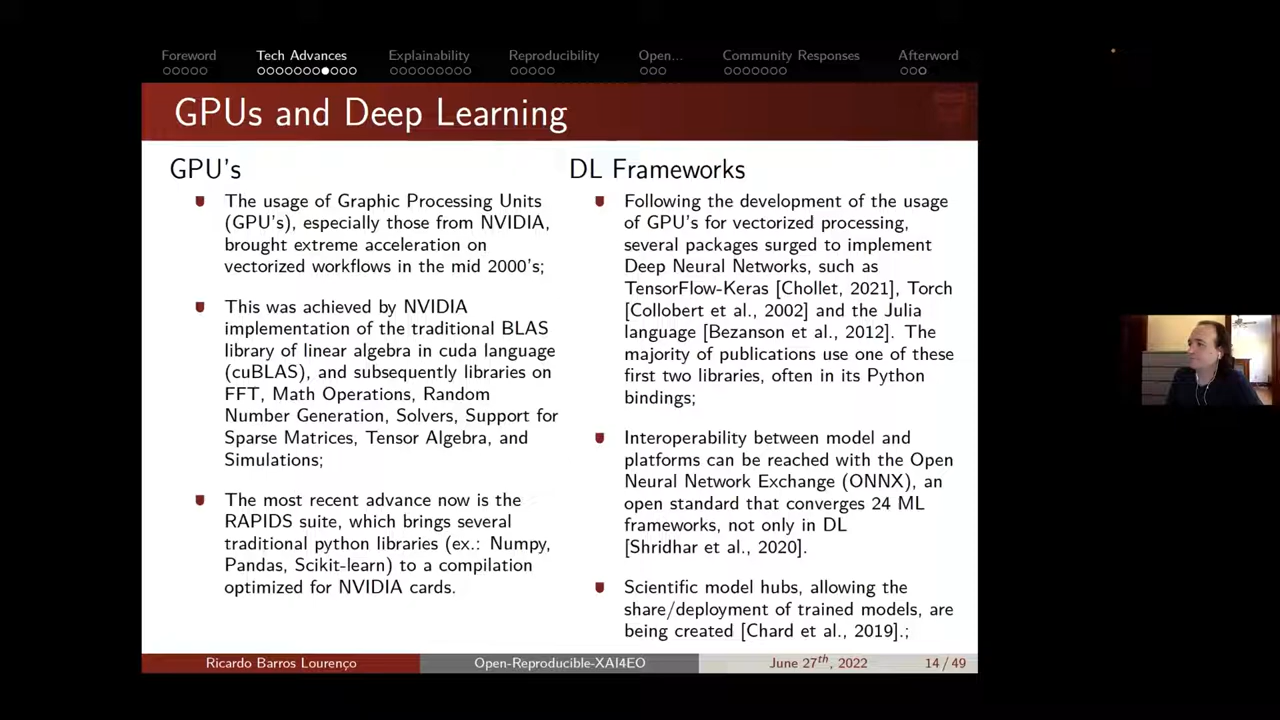 Foreword Tech Advances Explainability Reproducibility Open... Community Responses Afterword
GPUs and Deep Learning
GPU's
The usage of Graphic Processing Units
(GPU's), especially those from NVIDIA,
brought extreme acceleration on
vectorized workflows in the mid 2000's;
This was achieved by NVIDIA
implementation of the traditional BLAS
library of linear algebra in cuda language
(cuBLAS), and subsequently libraries on
FFT, Math Operations, Random
Number Generation, Solvers, Support for
Sparse Matrices, Tensor Algebra, and
Simulations;
The most recent advance now is the
RAPIDS suite, which brings several
traditional python libraries (ex.: Numpy,
Pandas, Scikit-learn) to a compilation
optimized for NVIDIA cards.
DL Frameworks
Following the development of the usage
of GPU's for vectorized processing,
several packages surged to implement
Deep Neural Networks, such as
TensorFlow-Keras [Chollet, 2021], Torch
[Collobert et al., 2002] and the Julia
language [Bezanson et al., 2012]. The
majority of publications use one of these
first two libraries, often in its Python
bindings;
Interoperability between model and
platforms can be reached with the Open
Neural Network Exchange (ONNX), an
open standard that converges 24 ML
frameworks, not only in DL
[Shridhar et al., 2020].
Scientific model hubs, allowing the
share/deployment of trained models, are
being created [Chard et al., 2019].;
Ricardo Barros Lourenço Open-Reproducible-XAI4EO June 27th, 2022 14 / 49